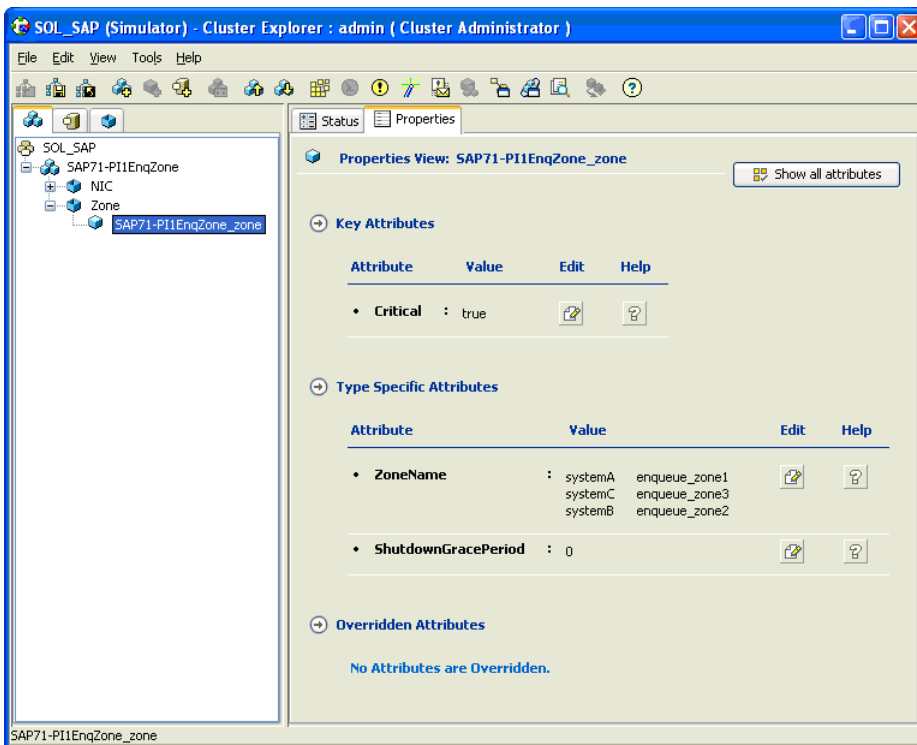 SOL_SAP (Simulator) - Cluster Explorer : admin ( Cluster Administrator )
File Edit View Tools Help
Status Properties
SOL_SAP
SAP71-PI1EnqZone
NIC
Zone
SAP71-PI1EnqZone_zone
Properties View: SAP71-PI1EnqZone_zone
Show all attributes
Key Attributes
Attribute Value Edit Help
• Critical : true
Type Specific Attributes
Attribute Value Edit Help
• ZoneName : systemA enqueue_zone1
systemC enqueue_zone3
systemB enqueue_zone2
• ShutdownGracePeriod : 0
Overridden Attributes
No Attributes are Overridden.
SAP71-PI1EnqZone_zone